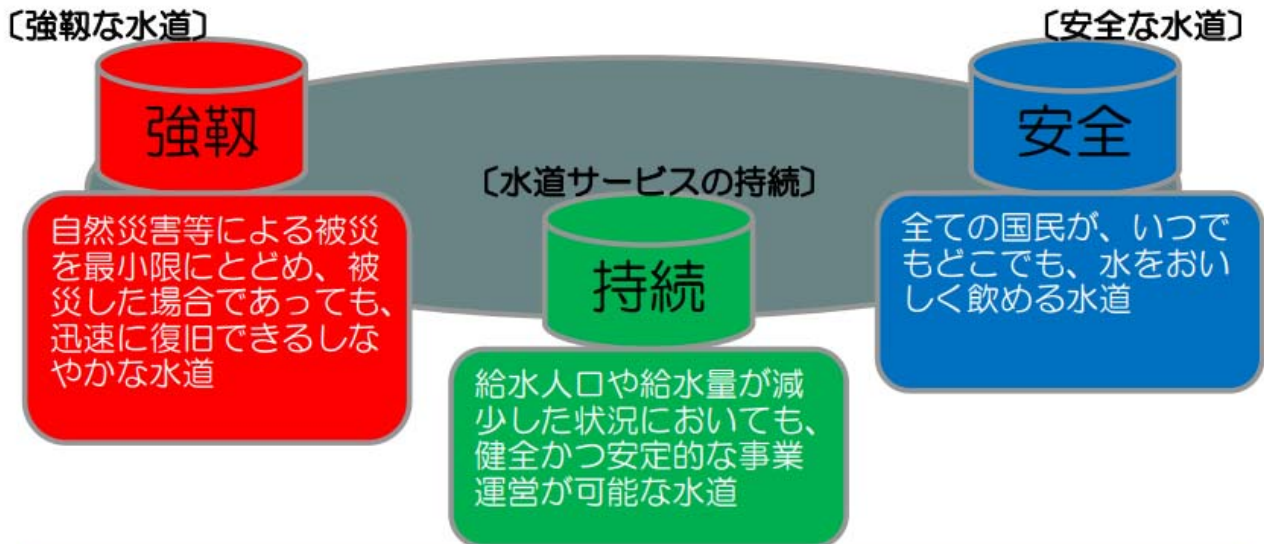 〔強靱な水道〕
強靱
自然災害等による被災
を最小限にとどめ、被
災した場合であっても、
迅速に復旧できるしな
やかな水道
〔水道サービスの持続〕
持続
給水人口や給水量が減
少した状況においても、
健全かつ安定的な事業
運営が可能な水道
〔安全な水道〕
安全
全ての国民が、いつで
もどこでも、水をおい
しく飲める水道